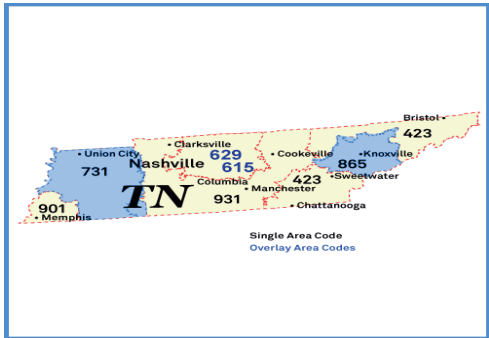 Bristol
423
Clarksville
Union City
629
Cookeville
Knoxville
Nashville
615
865
731
Sweetwater
Columbia
423
TN
Manchester
931
901
Chattanooga
Memphis
Single Area Code
Overlay Area Codes